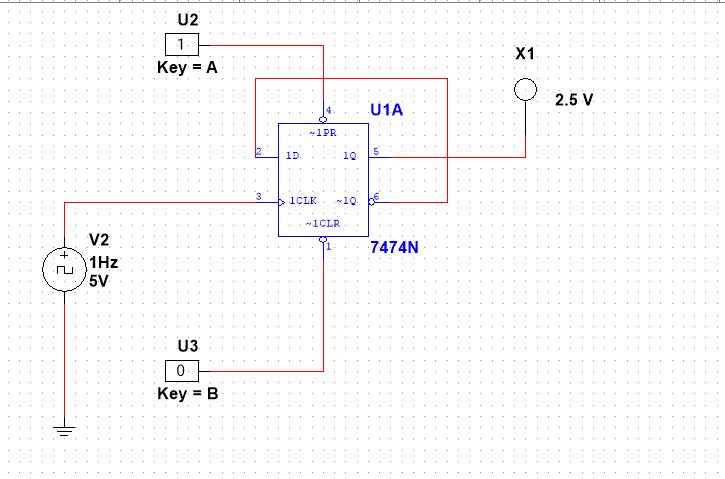 U2
1
Key = A
X1
2.5 V
4
U1A
~1PR
2
1D
1Q
5
3
1CLK
~1Q
6
~1CLR
1
7474N
V2
1Hz
5V
U3
0
Key = B